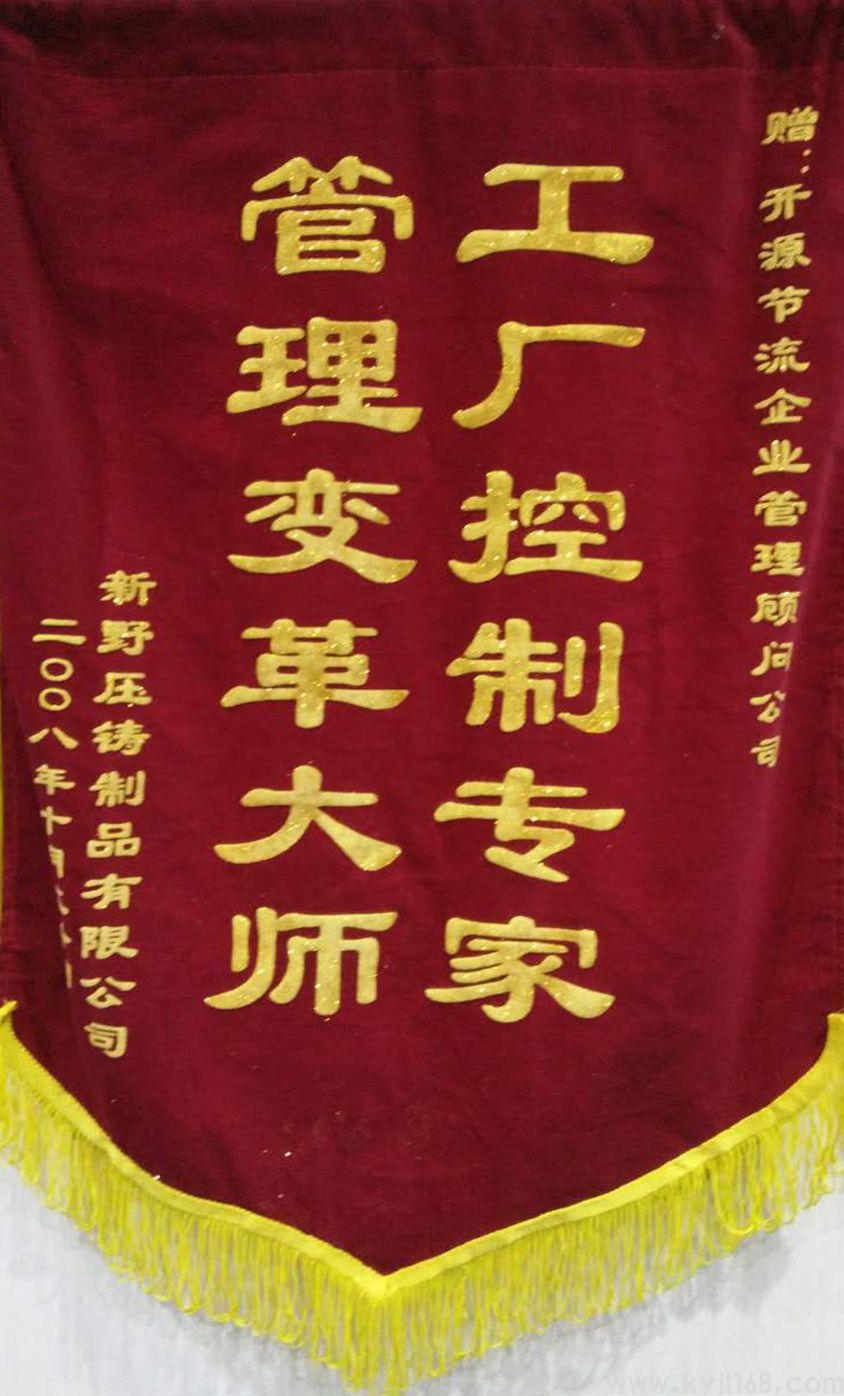 赠：开源节流企业管理顾问公司
工厂控制专家
管理变革大师
新野压铸制品有限公司
二〇〇八年十月
www.kyjl168.com